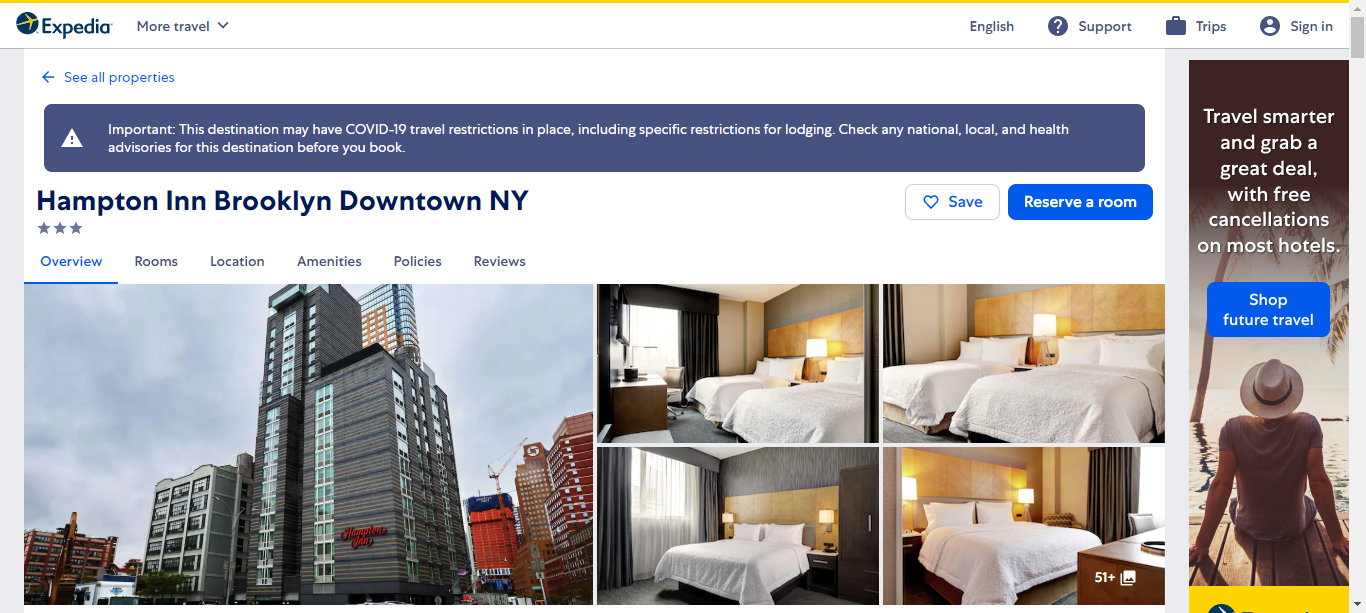 Expedia
More travel
English
Support
Trips
Sign in
See all properties
Important: This destination may have COVID-19 travel restrictions in place, including specific restrictions for lodging. Check any national, local, and health
advisories for this destination before you book.
Hampton Inn Brooklyn Downtown NY
Save
Reserve a room
Overview
Rooms
Location
Amenities
Policies
Reviews
Hampton
Inn
51+
Travel smarter
and grab a
great deal,
with free
cancellations
on most hotels.
Shop
future travel